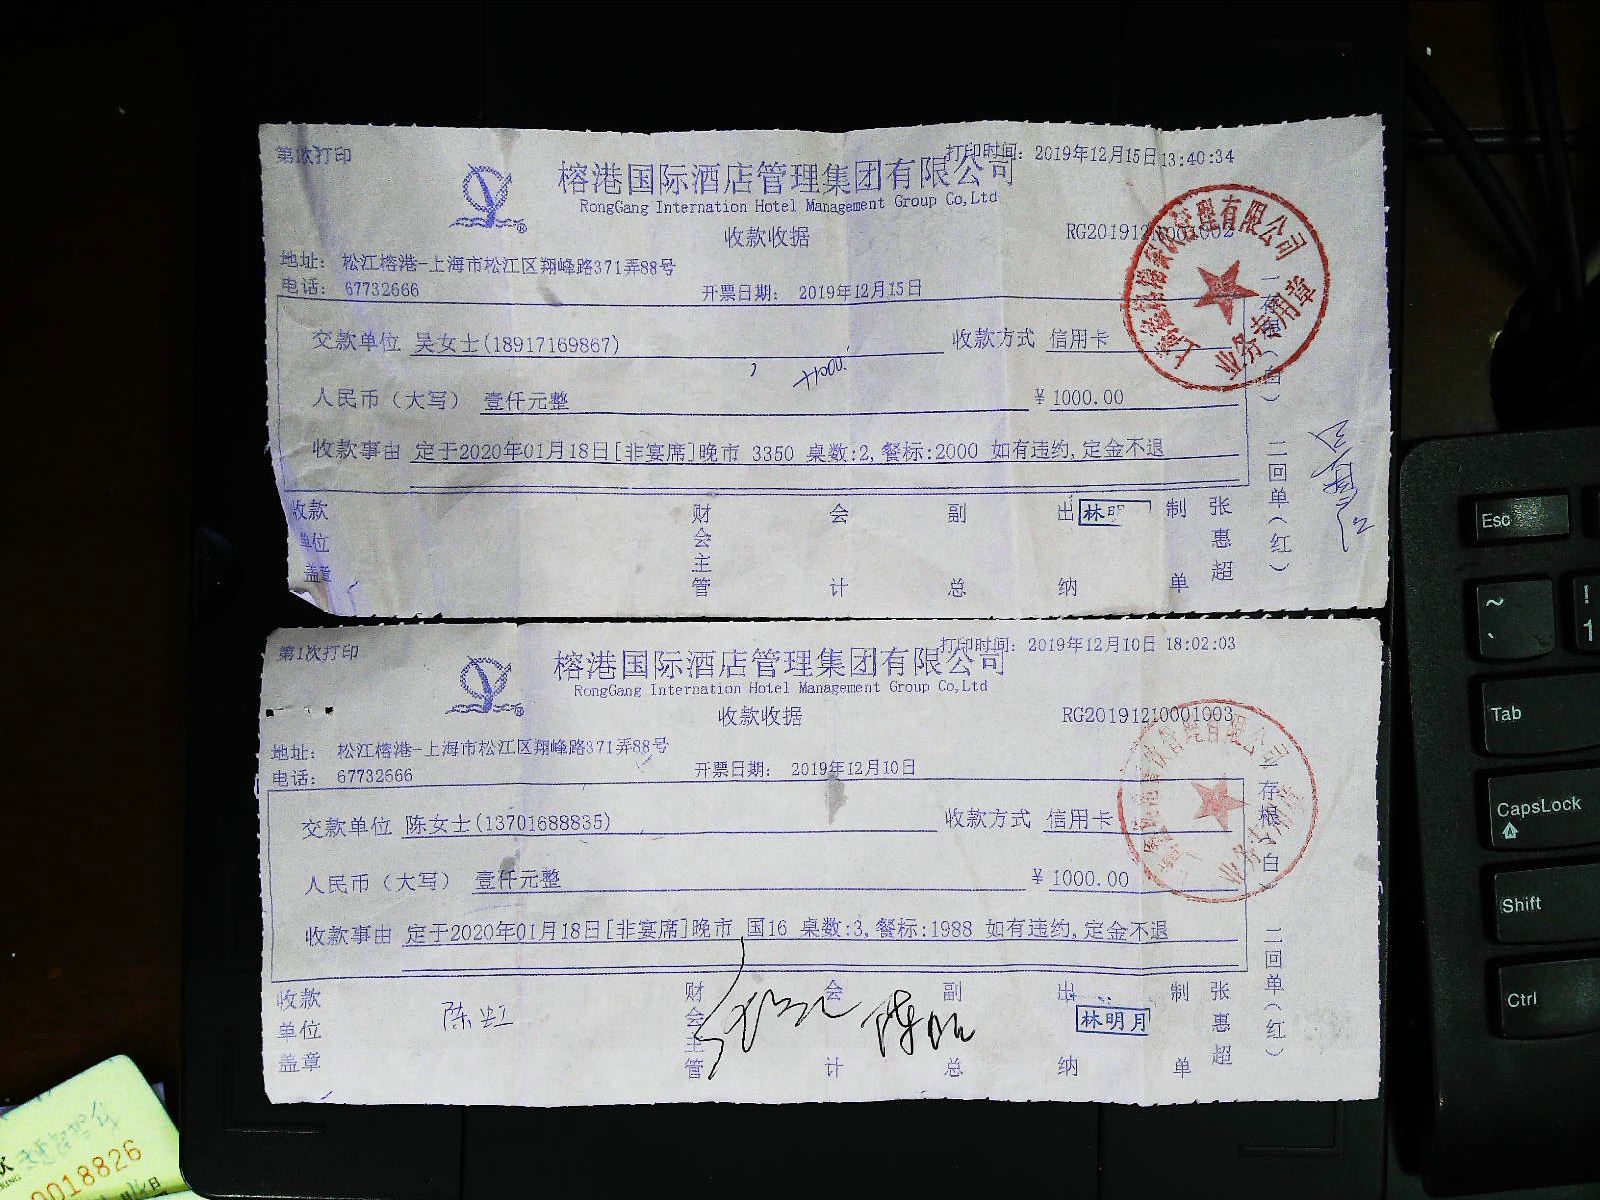 第1次打印
打印时间: 2019年12月15日 13:40:34
榕港国际酒店管理集团有限公司
RongGang Internation Hotel Management Group Co,Ltd
收款收据
地址: 松江榕港-上海市松江区翔峰路371弄88号
电话: 67732666
开票日期: 2019年12月15日
交款单位 吴女士(18917169867)
收款方式 信用卡
人民币(大写) 壹仟元整
¥ 1000.00
收款事由 定于2020年01月18日[非宴席]晚市 3350 桌数:2,餐标:2000 如有违约,定金不退
收款单位盖章
财会主管
会计
副总
出纳
林明
制单
张惠超
二回单(红)
业务专用章
第1次打印
打印时间: 2019年12月10日 18:02:03
榕港国际酒店管理集团有限公司
RongGang Internation Hotel Management Group Co,Ltd
收款收据
RG20191210001003
地址: 松江榕港-上海市松江区翔峰路371弄88号
电话: 67732666
开票日期: 2019年12月10日
交款单位 陈女士(13701688835)
收款方式 信用卡
人民币(大写) 壹仟元整
¥ 1000.00
收款事由 定于2020年01月18日[非宴席]晚市 国16 桌数:3,餐标:1988 如有违约,定金不退
存根(白)
二回单(红)
收款单位盖章
财会主管
会计
副总
出纳
林明月
制单
张惠超
Esc
~
!
1
Tab
CapsLock
Shift
Ctrl
0018826